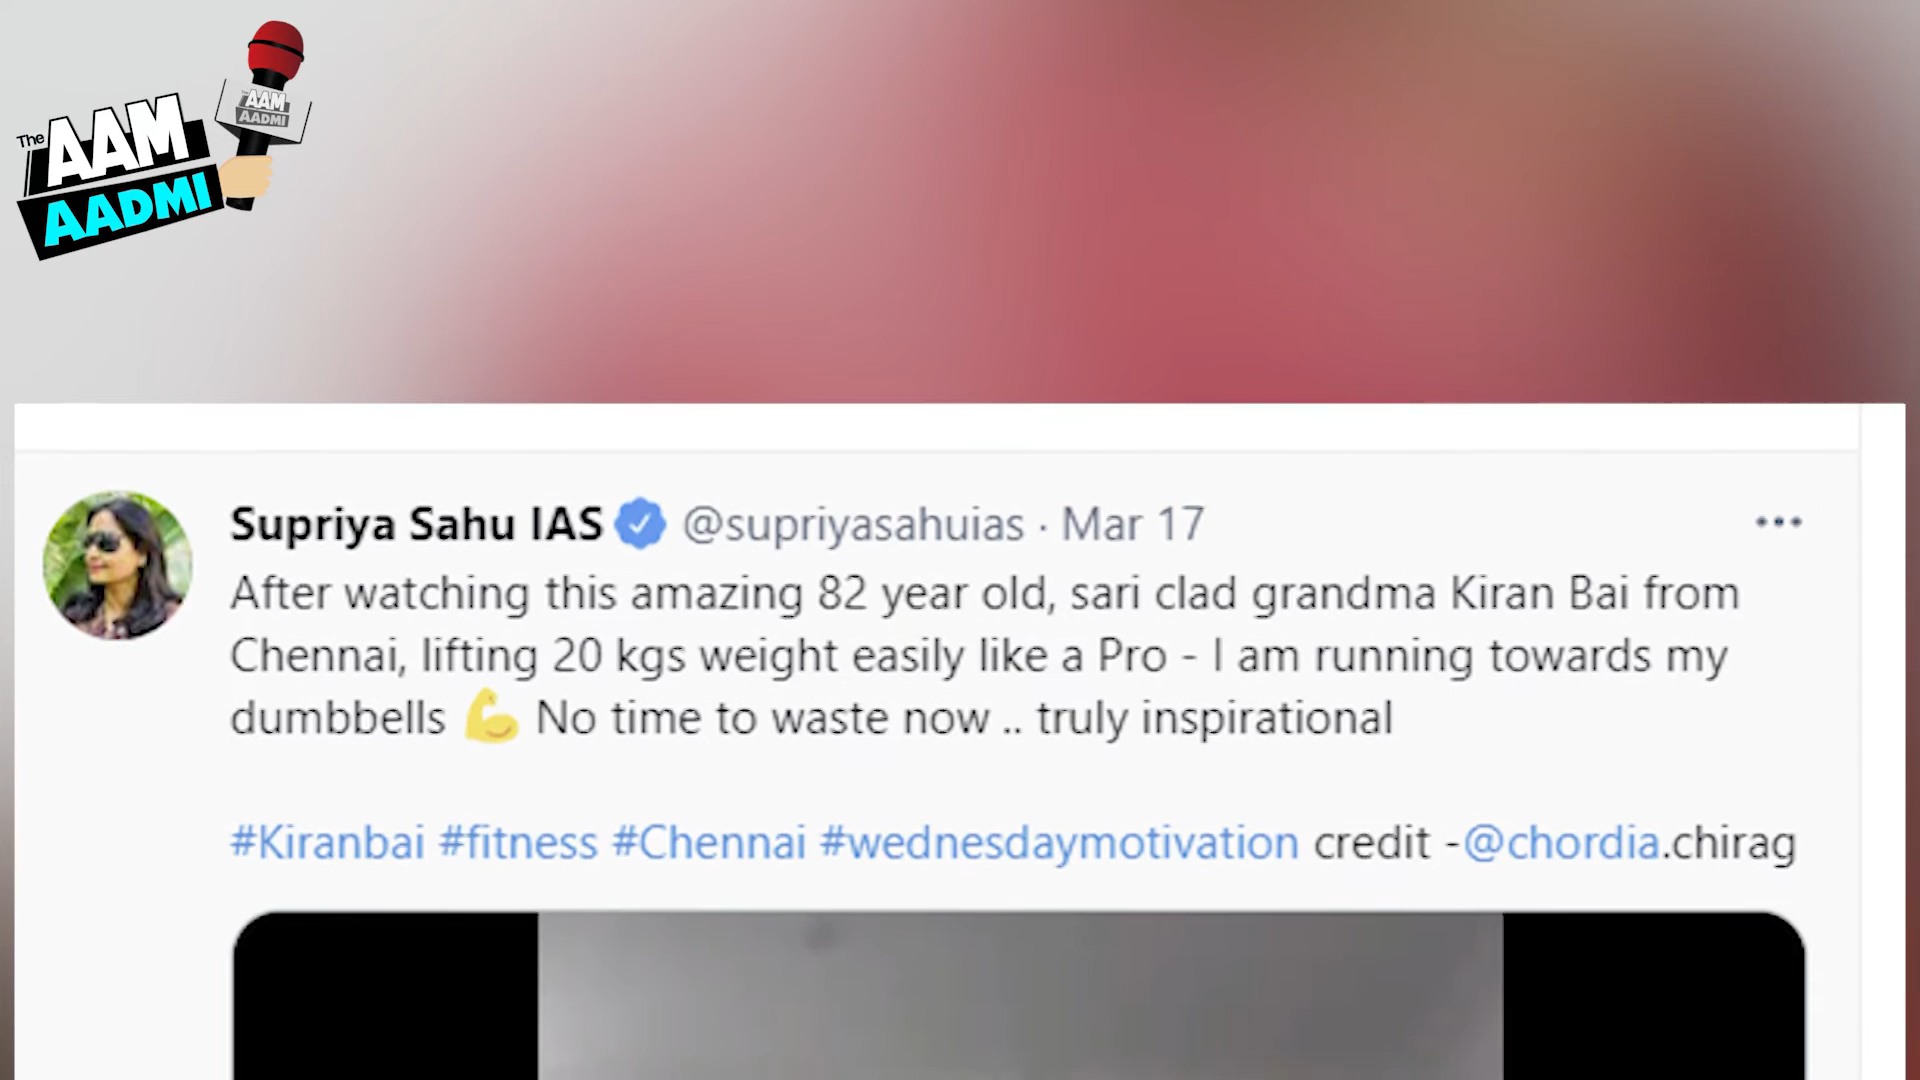 The
AAM
AADMI
The
AAM
AADMI
Supriya Sahu IAS @supriyasahuias · Mar 17
After watching this amazing 82 year old, sari clad grandma Kiran Bai from
Chennai, lifting 20 kgs weight easily like a Pro - I am running towards my
dumbbells 💪 No time to waste now .. truly inspirational
#Kiranbai #fitness #Chennai #wednesdaymotivation credit -@chordia.chirag